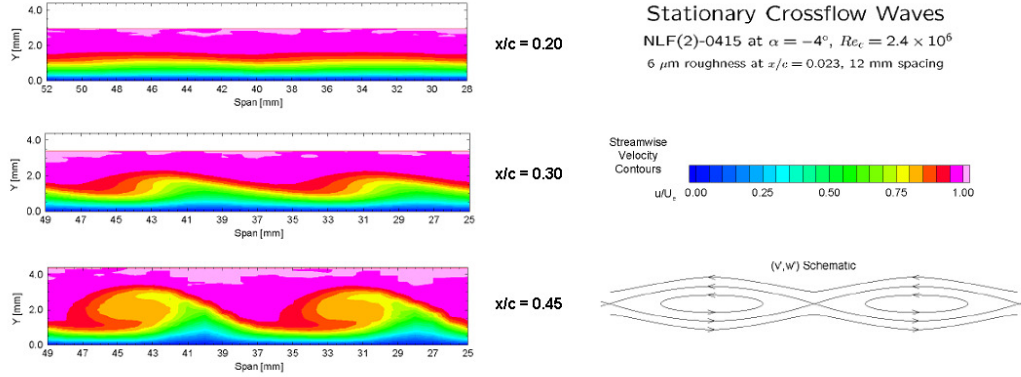 Stationary Crossflow Waves
NLF(2)-0415 at α = −4°, Re_c = 2.4 × 10^6
6 μm roughness at x/c = 0.023, 12 mm spacing
Y [mm]
4.0
2.0
0.0
52 50 48 46 44 42 40 38 36 34 32 30 28
Span [mm]
x/c = 0.20
Y [mm]
4.0
2.0
0.0
49 47 45 43 41 39 37 35 33 31 29 27 25
Span [mm]
x/c = 0.30
Streamwise
Velocity
Contours
u/U_e 0.00 0.25 0.50 0.75 1.00
Y [mm]
4.0
2.0
0.0
49 47 45 43 41 39 37 35 33 31 29 27 25
Span [mm]
x/c = 0.45
(v',w') Schematic